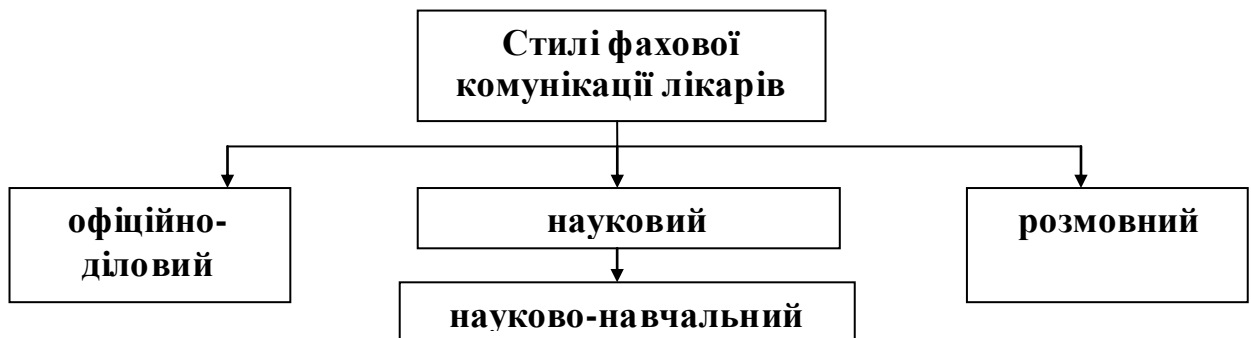 Стилі фахової
комунікації лікарів
офіційно-
діловий
науковий
розмовний
науково-навчальний